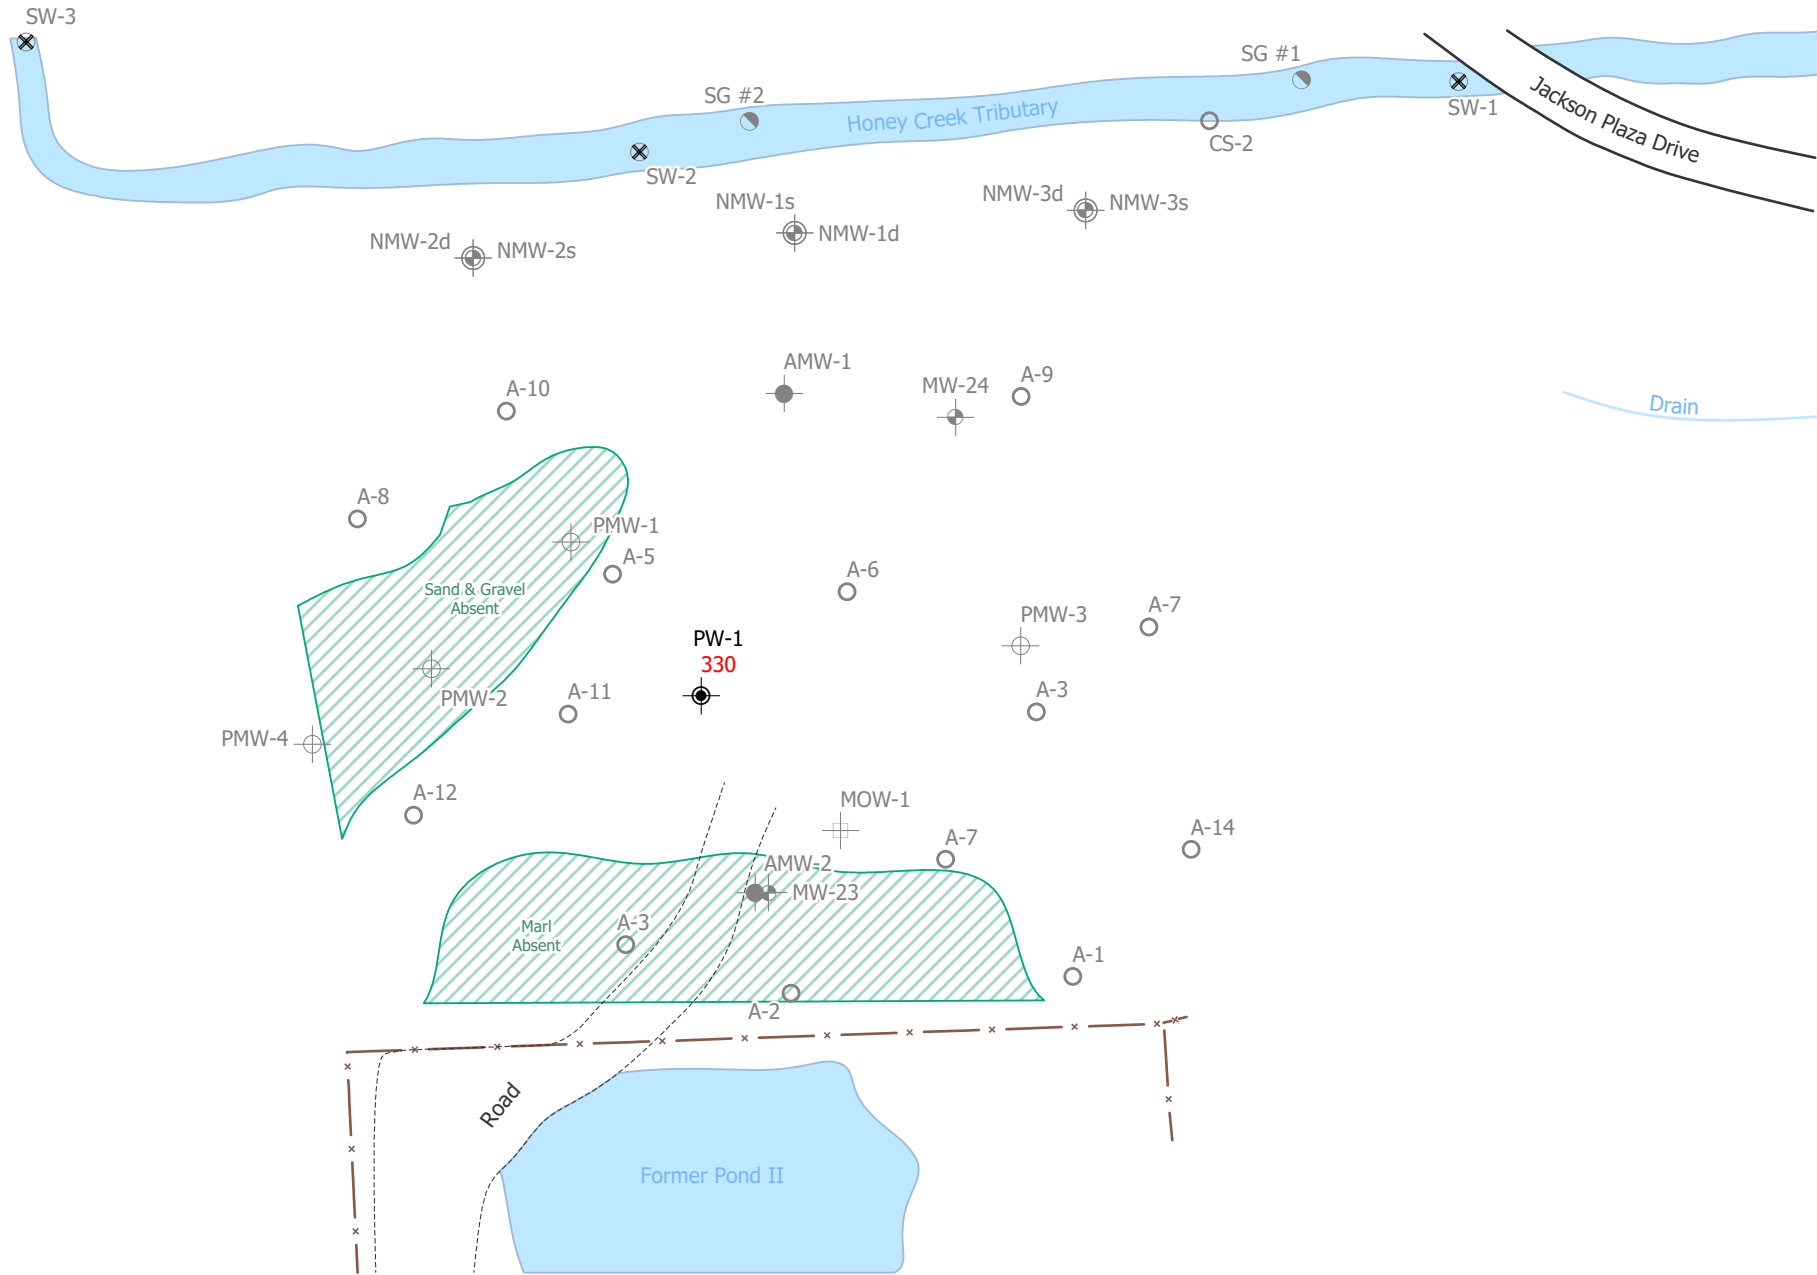 SW-3
SG #1
SG #2
Honey Creek Tributary
SW-1
Jackson Plaza Drive
CS-2
SW-2
NMW-1s
NMW-3d
NMW-3s
NMW-1d
NMW-2d
NMW-2s
AMW-1
A-10
MW-24
A-9
Drain
A-8
PMW-1
A-5
A-6
Sand & Gravel
Absent
PMW-3
A-7
PW-1
330
PMW-2
A-11
A-3
PMW-4
A-12
MOW-1
A-7
A-14
AMW-2
MW-23
A-3
Marl
Absent
A-1
A-2
Road
Former Pond II